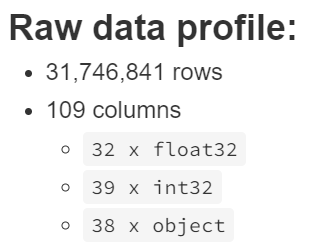 Raw data profile:
31,746,841 rows
109 columns
32 x float32
39 x int32
38 x object